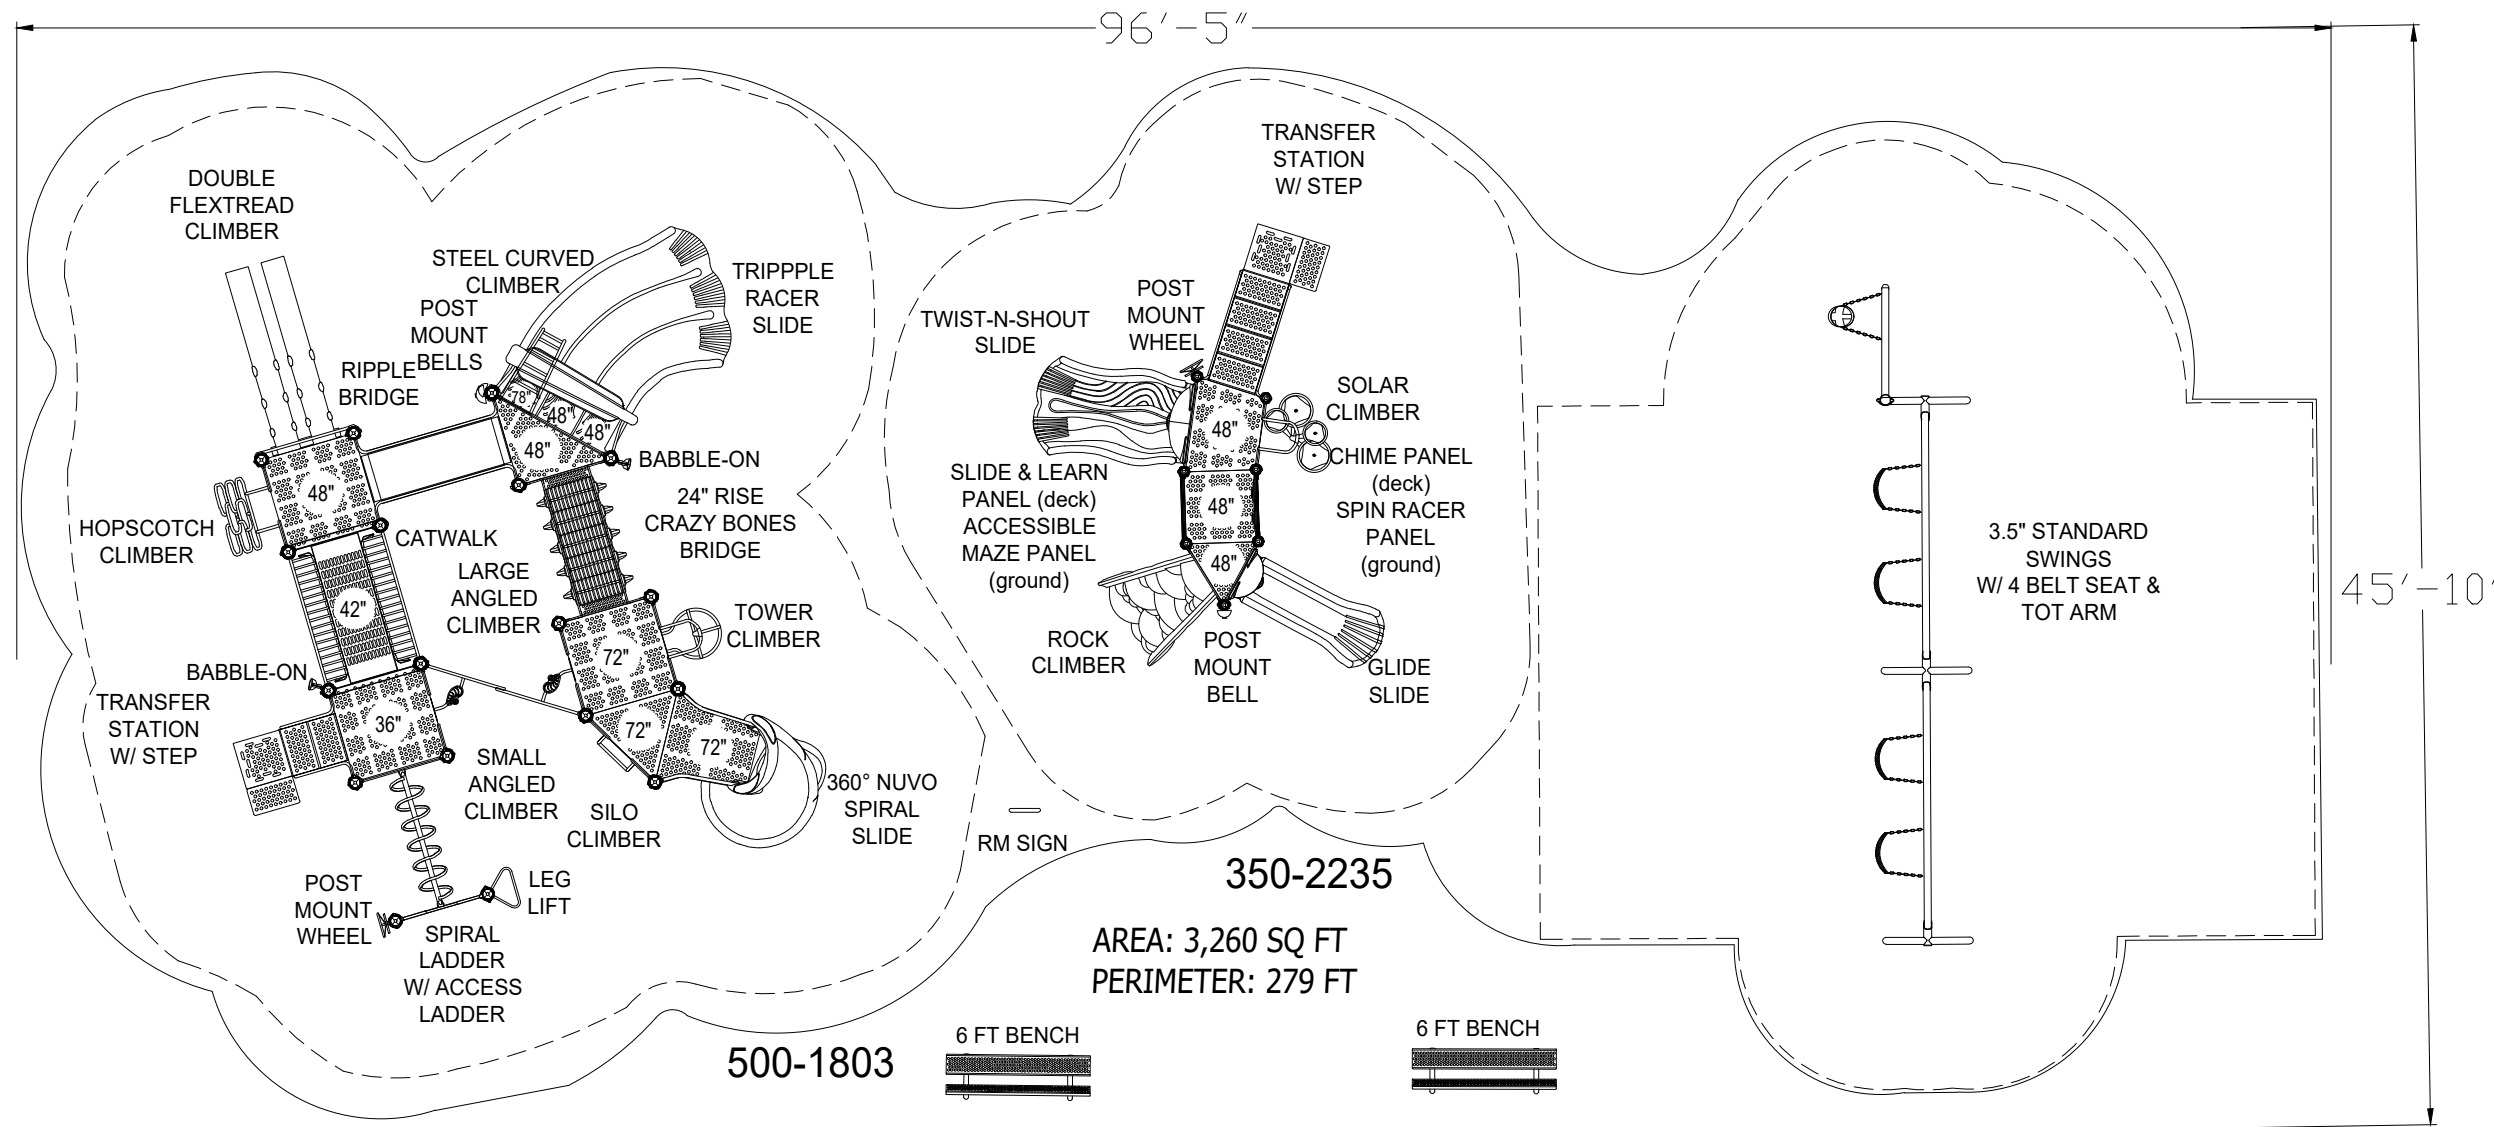 96'-5"
DOUBLE
FLEXTREAD
CLIMBER
STEEL CURVED
CLIMBER
POST
MOUNT
BELLS
TRIPPPLE
RACER
SLIDE
RIPPLE
BRIDGE
78"
48"
48"
48"
BABBLE-ON
48"
HOPSCOTCH
CLIMBER
CATWALK
24" RISE
CRAZY BONES
BRIDGE
LARGE
ANGLED
CLIMBER
42"
TOWER
CLIMBER
72"
BABBLE-ON
TRANSFER
STATION
W/ STEP
36"
72"
72"
SMALL
ANGLED
CLIMBER
SILO
CLIMBER
360° NUVO
SPIRAL
SLIDE
POST
MOUNT
WHEEL
LEG
LIFT
SPIRAL
LADDER
W/ ACCESS
LADDER
500-1803
TRANSFER
STATION
W/ STEP
POST
MOUNT
WHEEL
TWIST-N-SHOUT
SLIDE
SOLAR
CLIMBER
48"
SLIDE & LEARN
PANEL (deck)
ACCESSIBLE
MAZE PANEL
(ground)
CHIME PANEL
(deck)
SPIN RACER
PANEL
(ground)
48"
48"
ROCK
CLIMBER
POST
MOUNT
BELL
GLIDE
SLIDE
RM SIGN
350-2235
AREA: 3,260 SQ FT
PERIMETER: 279 FT
6 FT BENCH
6 FT BENCH
3.5" STANDARD
SWINGS
W/ 4 BELT SEAT &
TOT ARM
45'-10